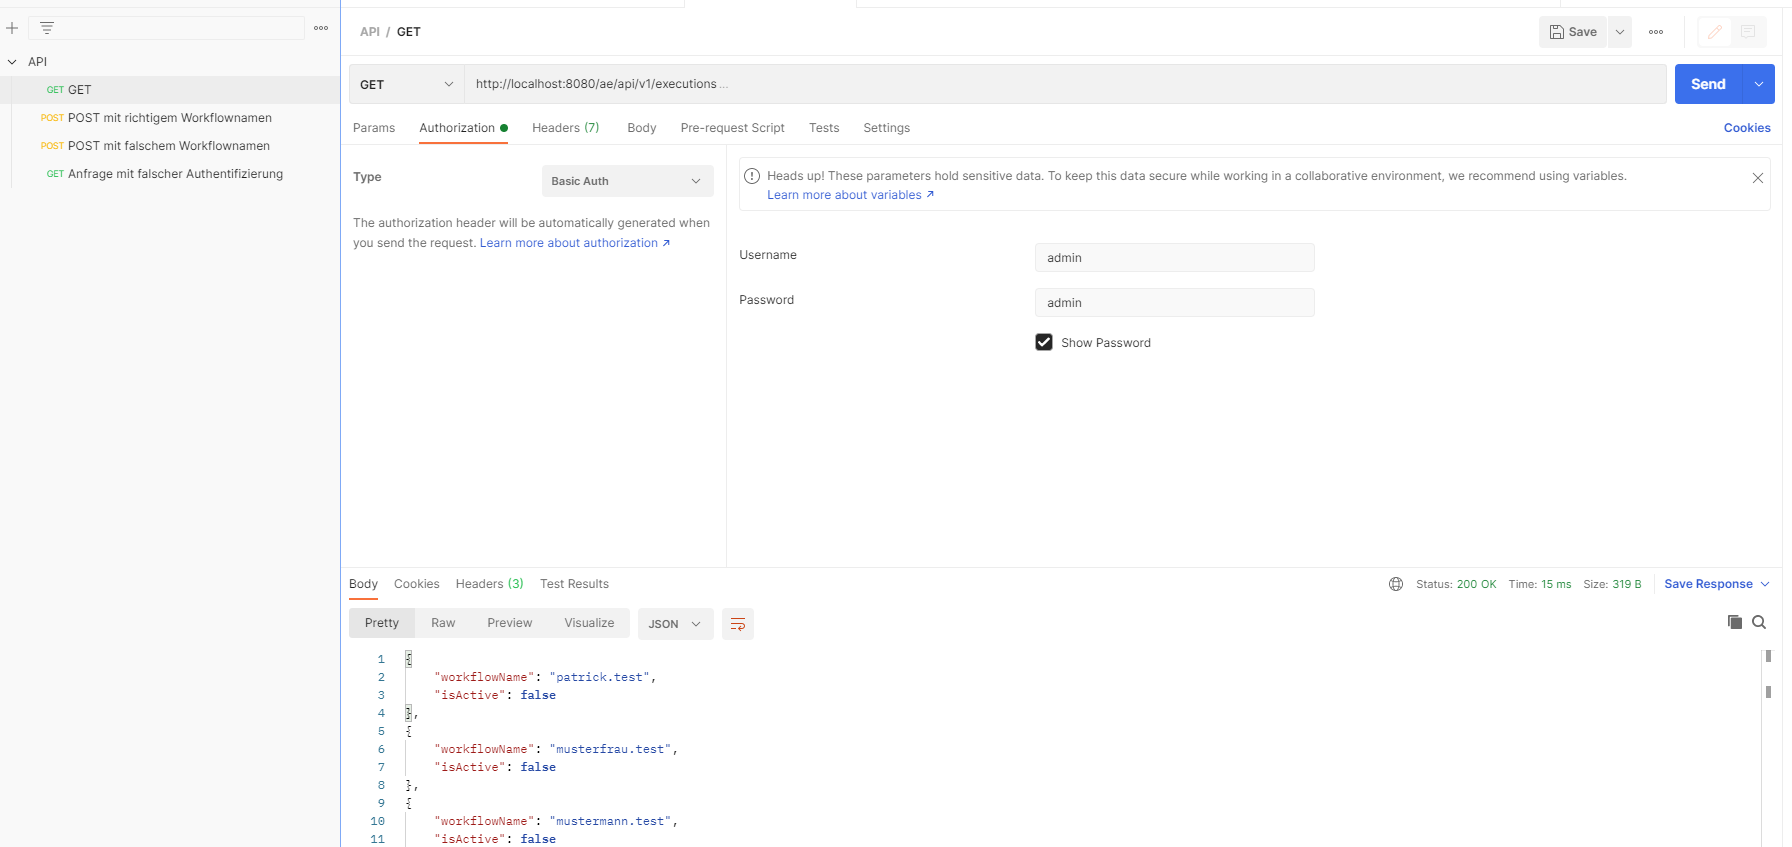 API
GET GET
POST POST mit richtigem Workflownamen
POST POST mit falschem Workflownamen
GET Anfrage mit falscher Authentifizierung
API / GET
Save
GET
http://localhost:8080/ae/api/v1/executions ...
Send
Params Authorization Headers (7) Body Pre-request Script Tests Settings
Cookies
Type
Basic Auth
The authorization header will be automatically generated when
you send the request. Learn more about authorization ↗
Heads up! These parameters hold sensitive data. To keep this data secure while working in a collaborative environment, we recommend using variables.
Learn more about variables ↗
Username
admin
Password
admin
Show Password
Body Cookies Headers (3) Test Results
Status: 200 OK Time: 15 ms Size: 319 B
Save Response
Pretty Raw Preview Visualize JSON
1 {
2 "workflowName": "patrick.test",
3 "isActive": false
4 },
5 {
6 "workflowName": "musterfrau.test",
7 "isActive": false
8 },
9 {
10 "workflowName": "mustermann.test",
11 "isActive": false